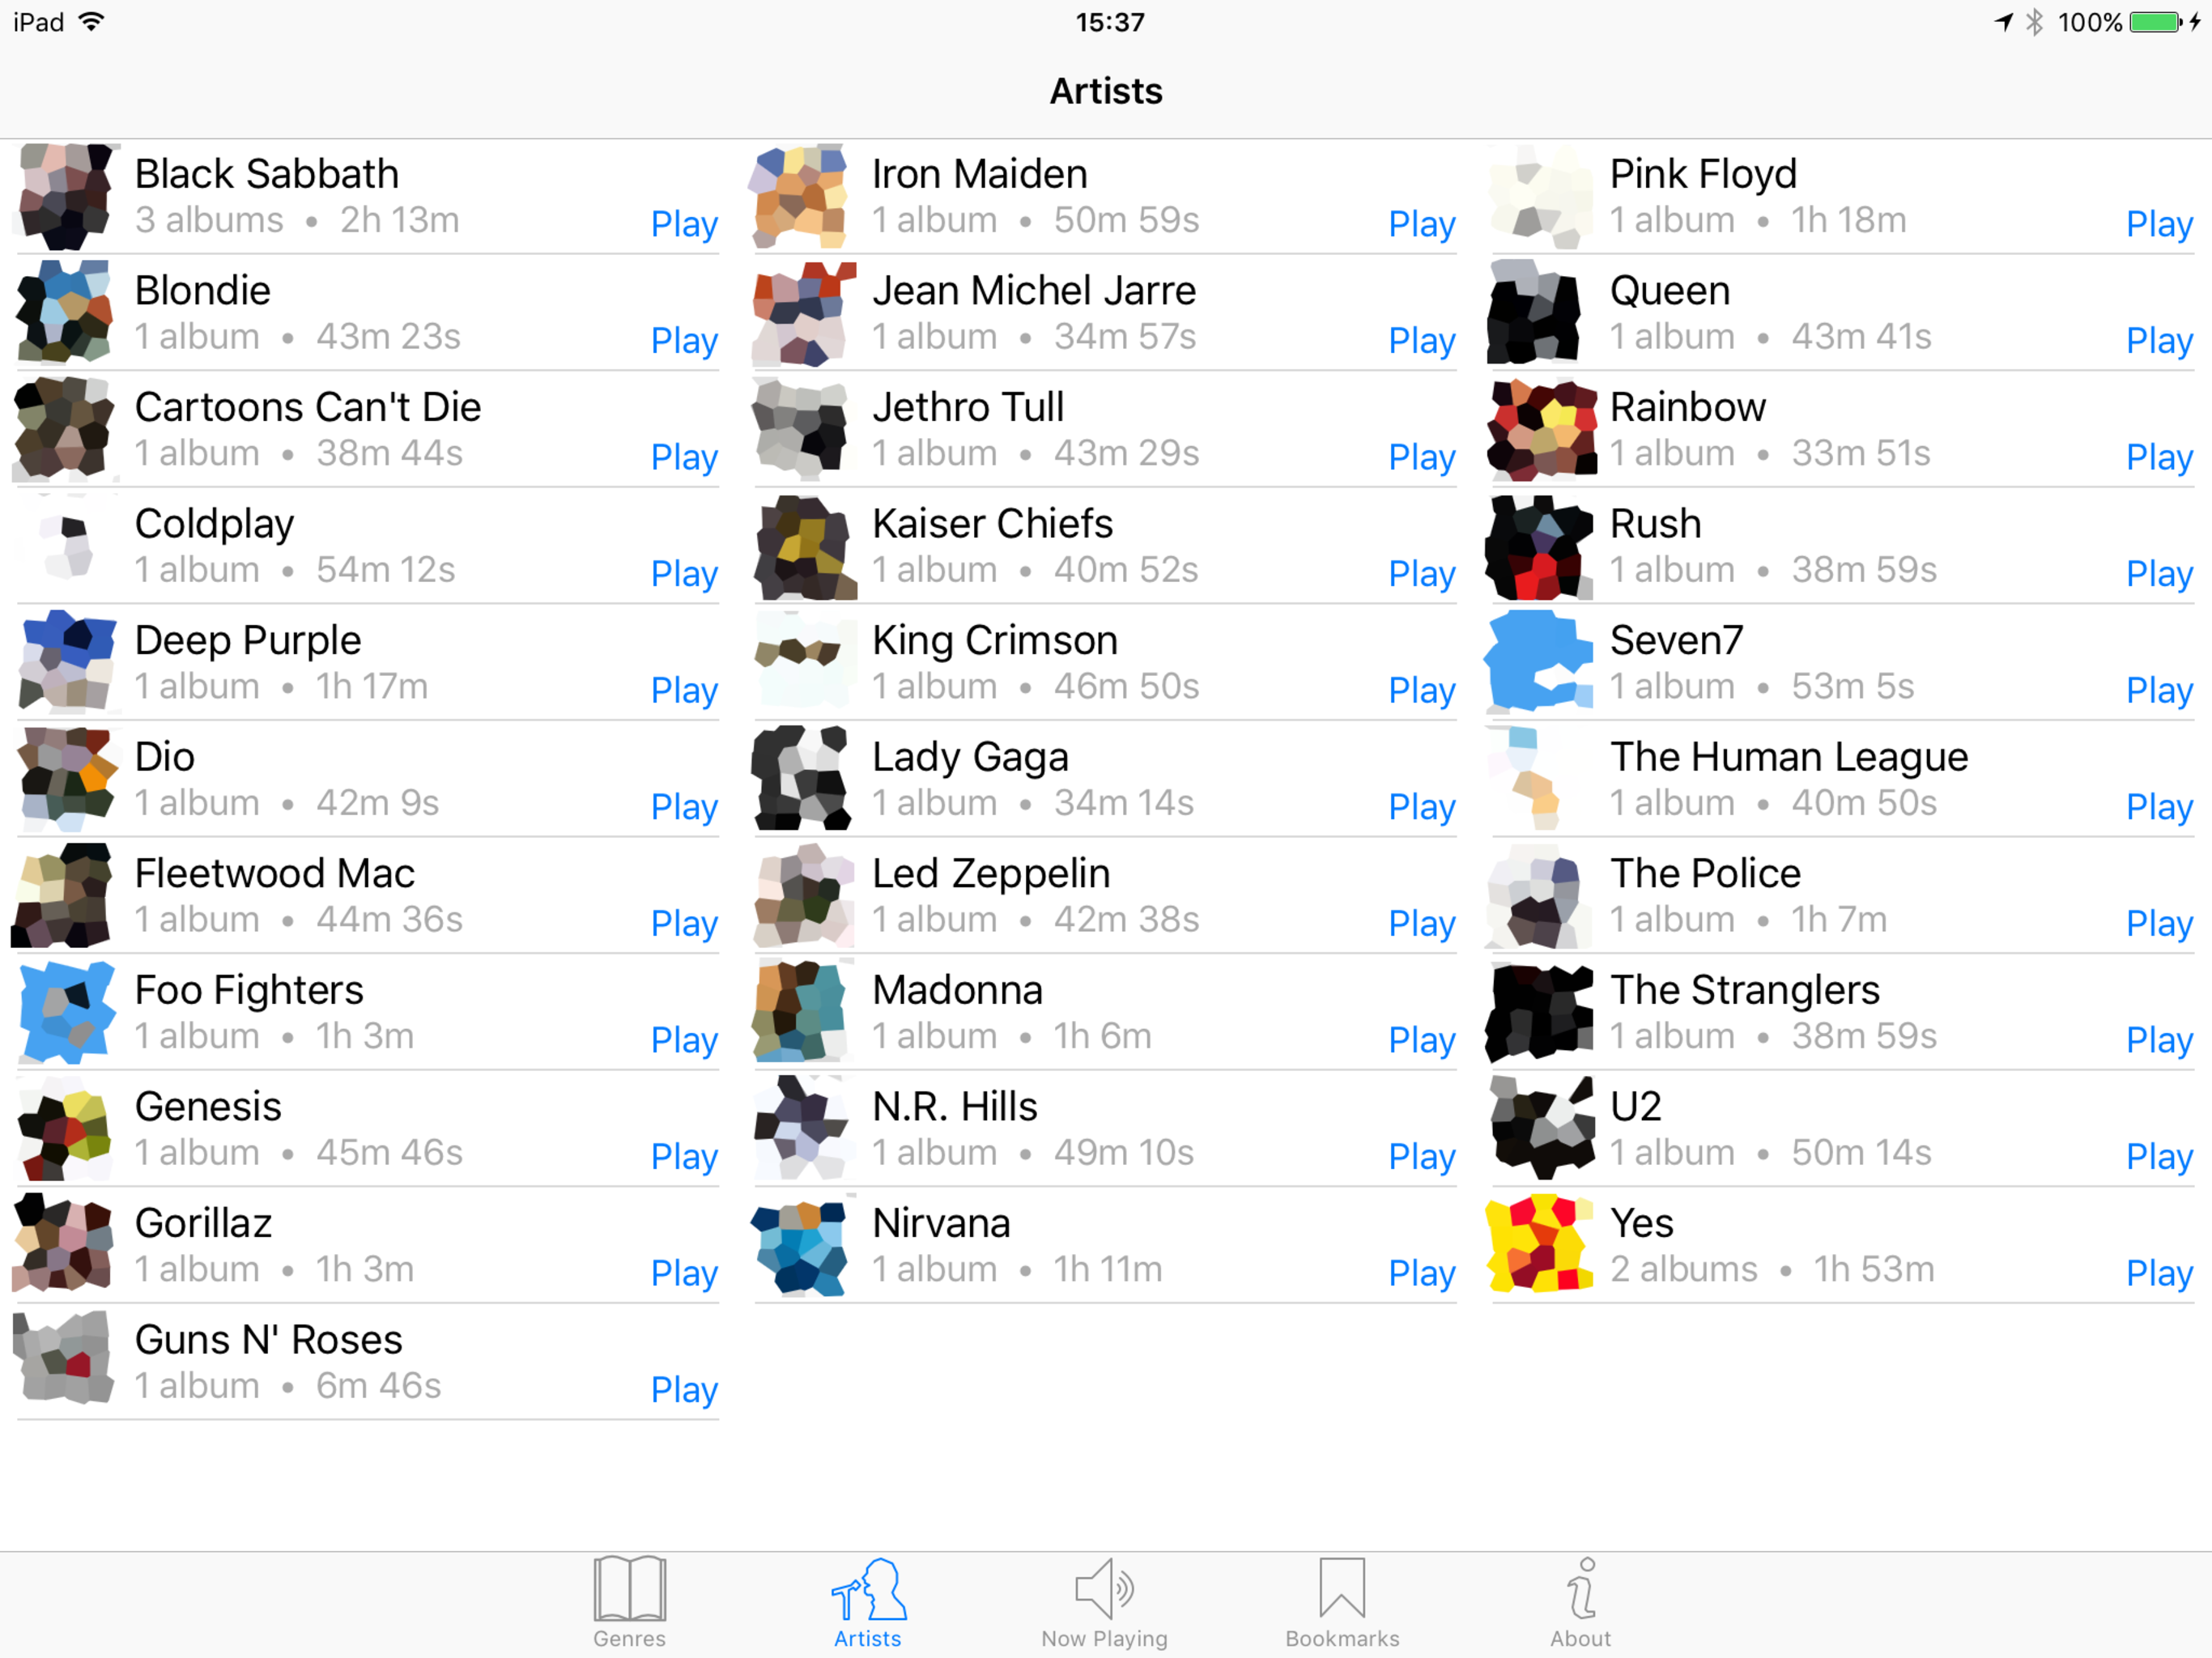 iPad 15:37 100%
Artists
Black Sabbath
3 albums • 2h 13m Play
Blondie
1 album • 43m 23s Play
Cartoons Can't Die
1 album • 38m 44s Play
Coldplay
1 album • 54m 12s Play
Deep Purple
1 album • 1h 17m Play
Dio
1 album • 42m 9s Play
Fleetwood Mac
1 album • 44m 36s Play
Foo Fighters
1 album • 1h 3m Play
Genesis
1 album • 45m 46s Play
Gorillaz
1 album • 1h 3m Play
Guns N' Roses
1 album • 6m 46s Play
Iron Maiden
1 album • 50m 59s Play
Jean Michel Jarre
1 album • 34m 57s Play
Jethro Tull
1 album • 43m 29s Play
Kaiser Chiefs
1 album • 40m 52s Play
King Crimson
1 album • 46m 50s Play
Lady Gaga
1 album • 34m 14s Play
Led Zeppelin
1 album • 42m 38s Play
Madonna
1 album • 1h 6m Play
N.R. Hills
1 album • 49m 10s Play
Nirvana
1 album • 1h 11m Play
Pink Floyd
1 album • 1h 18m Play
Queen
1 album • 43m 41s Play
Rainbow
1 album • 33m 51s Play
Rush
1 album • 38m 59s Play
Seven7
1 album • 53m 5s Play
The Human League
1 album • 40m 50s Play
The Police
1 album • 1h 7m Play
The Stranglers
1 album • 38m 59s Play
U2
1 album • 50m 14s Play
Yes
2 albums • 1h 53m Play
Genres Artists Now Playing Bookmarks About